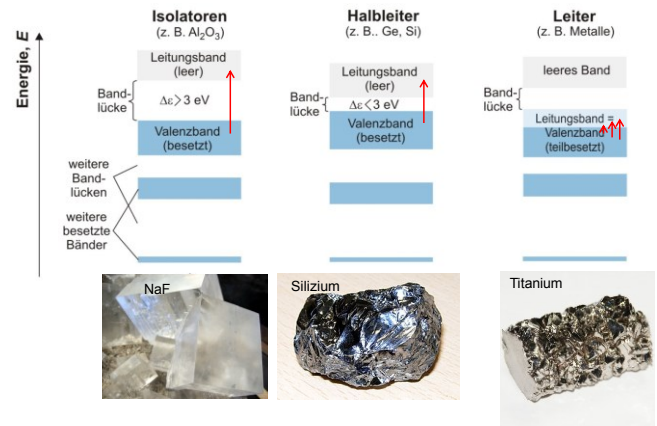 Energie, E
Isolatoren
(z. B. Al₂O₃)
Leitungsband
(leer)
Band-
lücke
Δε>3 eV
Valenzband
(besetzt)
weitere
Band-
lücken
weitere
besetzte
Bänder
Halbleiter
(z. B.. Ge, Si)
Leitungsband
(leer)
Band-
lücke
Δε<3 eV
Valenzband
(besetzt)
Leiter
(z. B. Metalle)
leeres Band
Band-
lücke
Leitungsband =
Valenzband
(teilbesetzt)
NaF
Silizium
Titanium